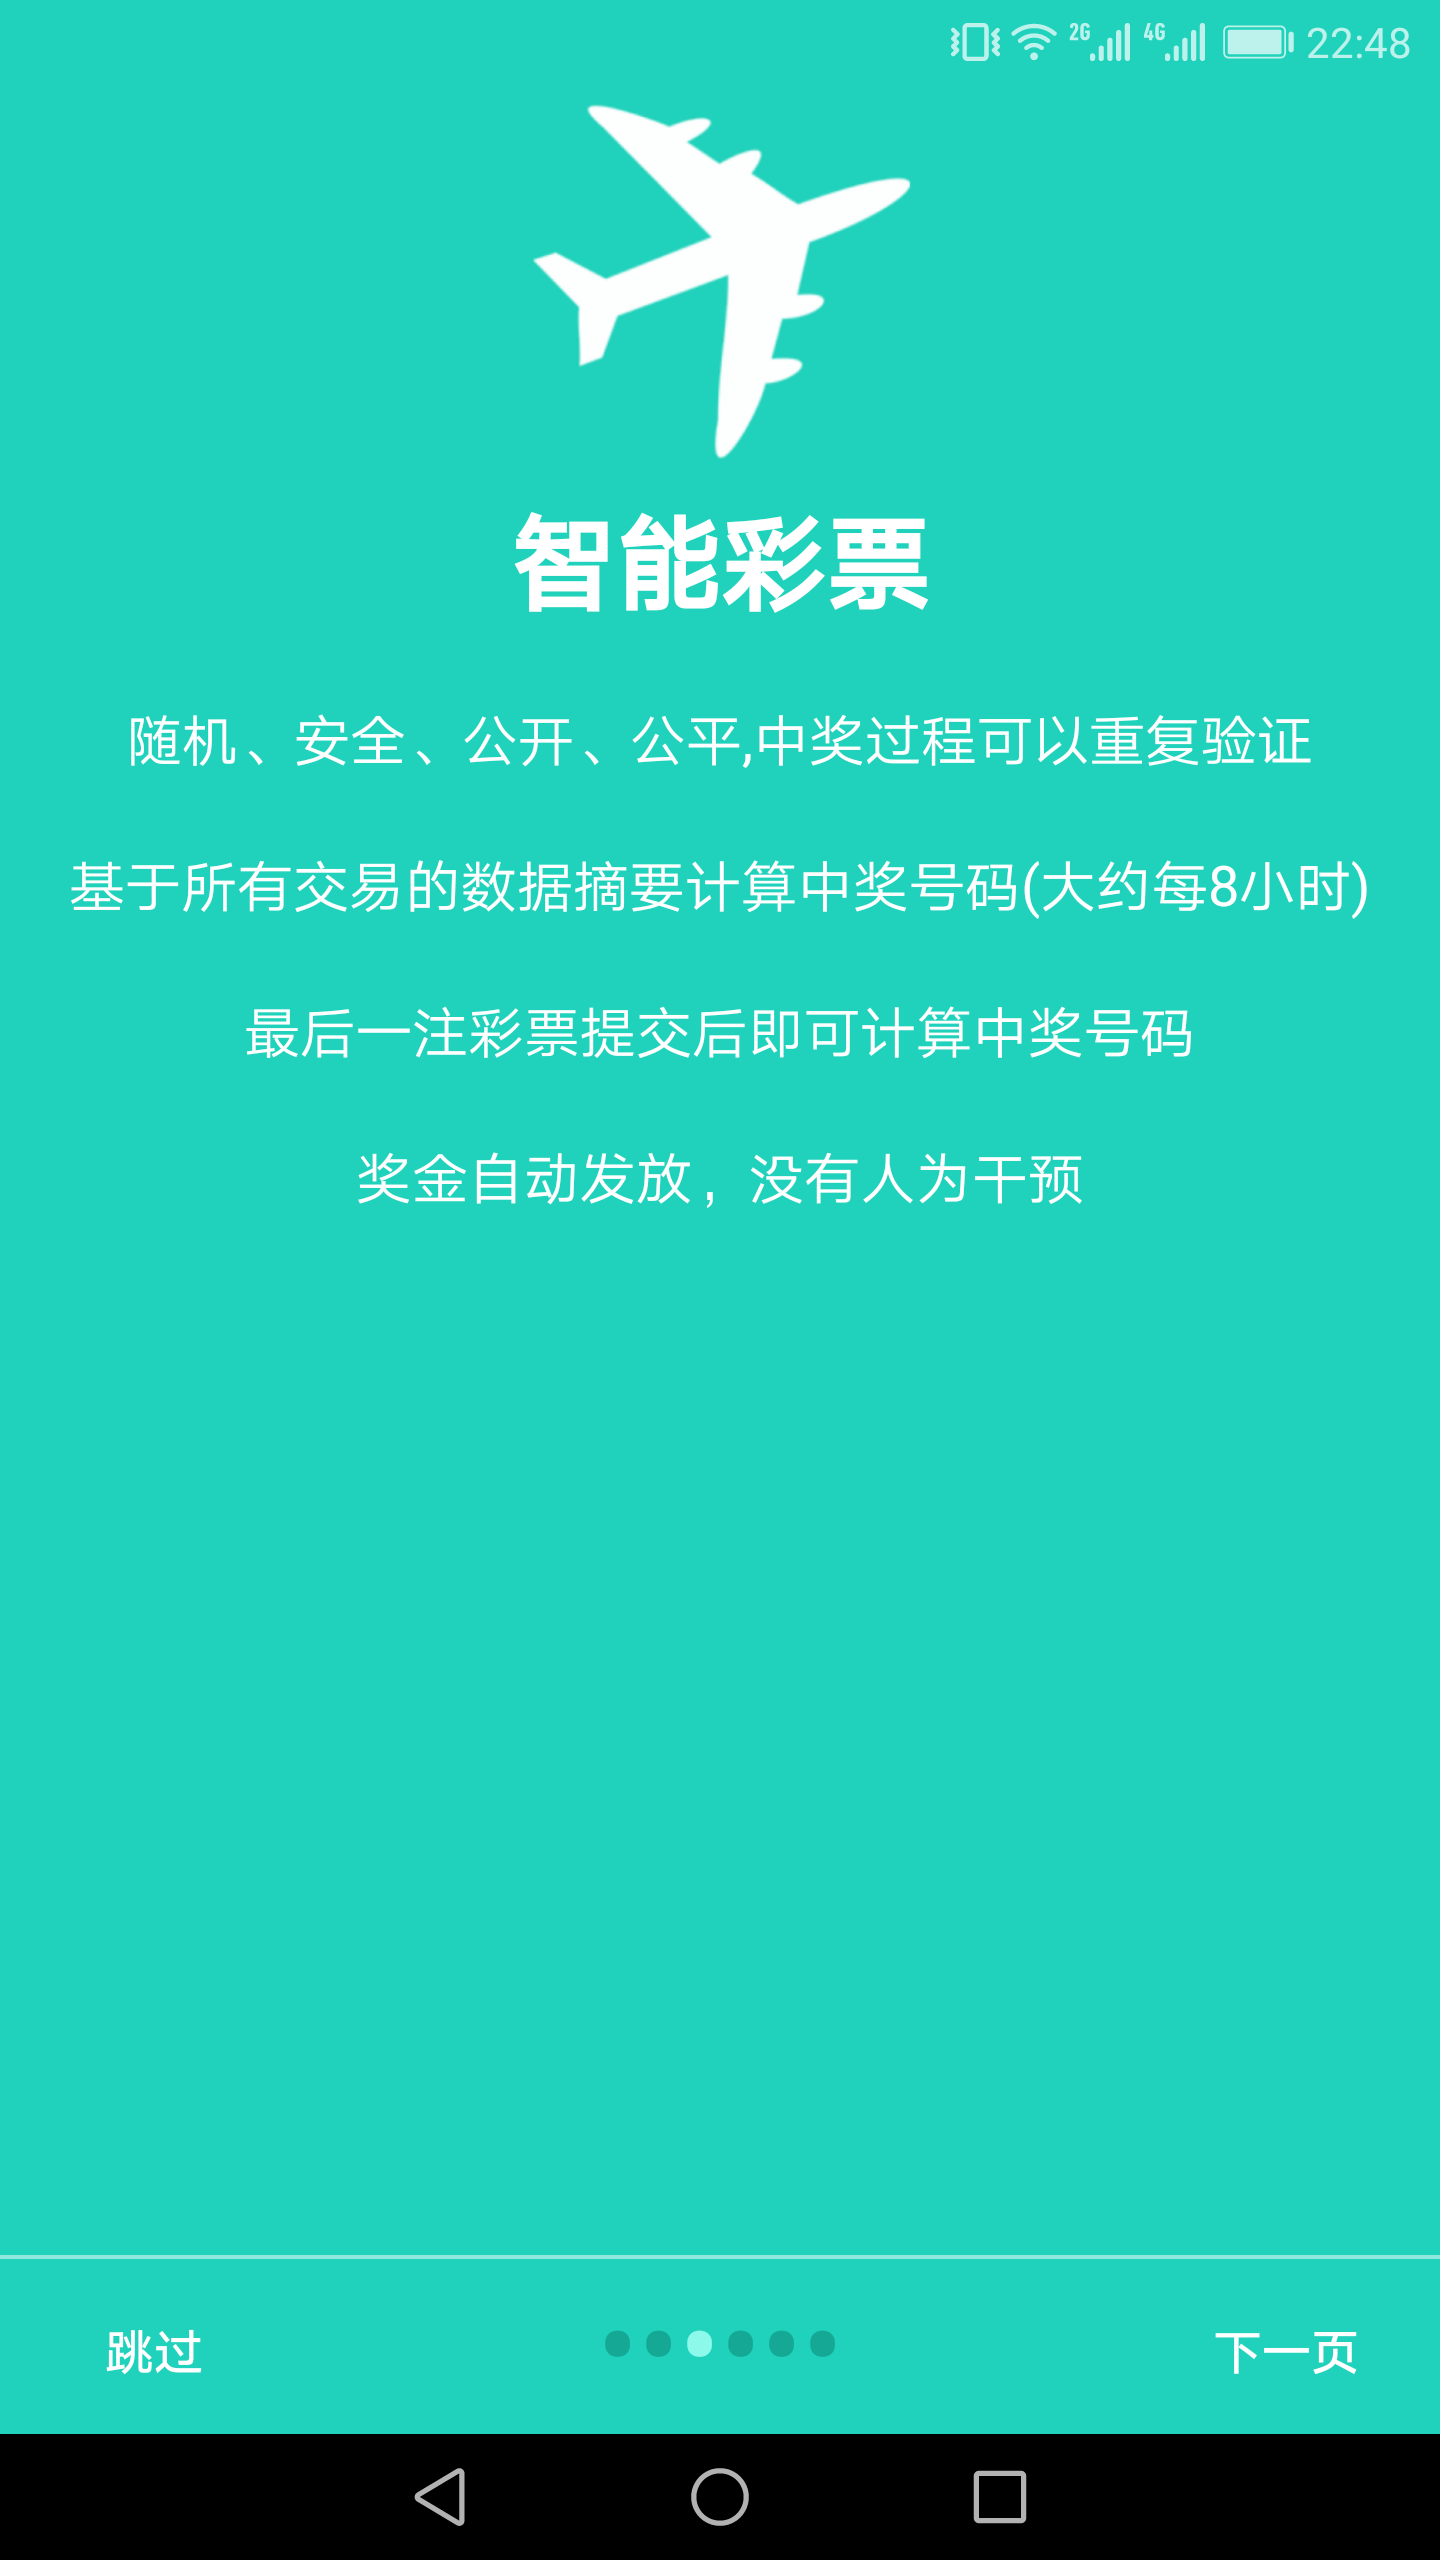 2G 4G 22:48
智能彩票
随机、安全、公开、公平,中奖过程可以重复验证
基于所有交易的数据摘要计算中奖号码(大约每8小时)
最后一注彩票提交后即可计算中奖号码
奖金自动发放，没有人为干预
跳过 下一页